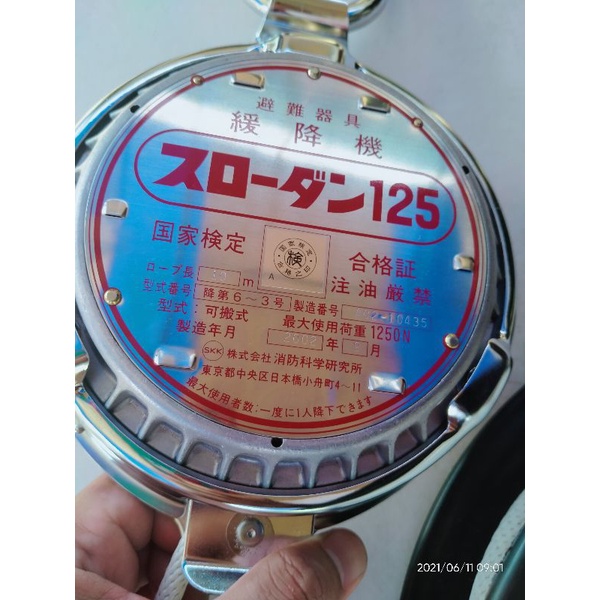 避難器具
緩降機
スローダン125
国家検定
検
合格証
ロープ長 m
注油厳禁
型式番号 降第6～3号 製造番号
型式：可搬式 最大使用荷重1250N
製造年月 年 月
SKK 株式会社消防科学研究所
東京都中央区日本橋小舟町4～11
最大使用者数：一度に1人降下できます
2021/06/11 09:01